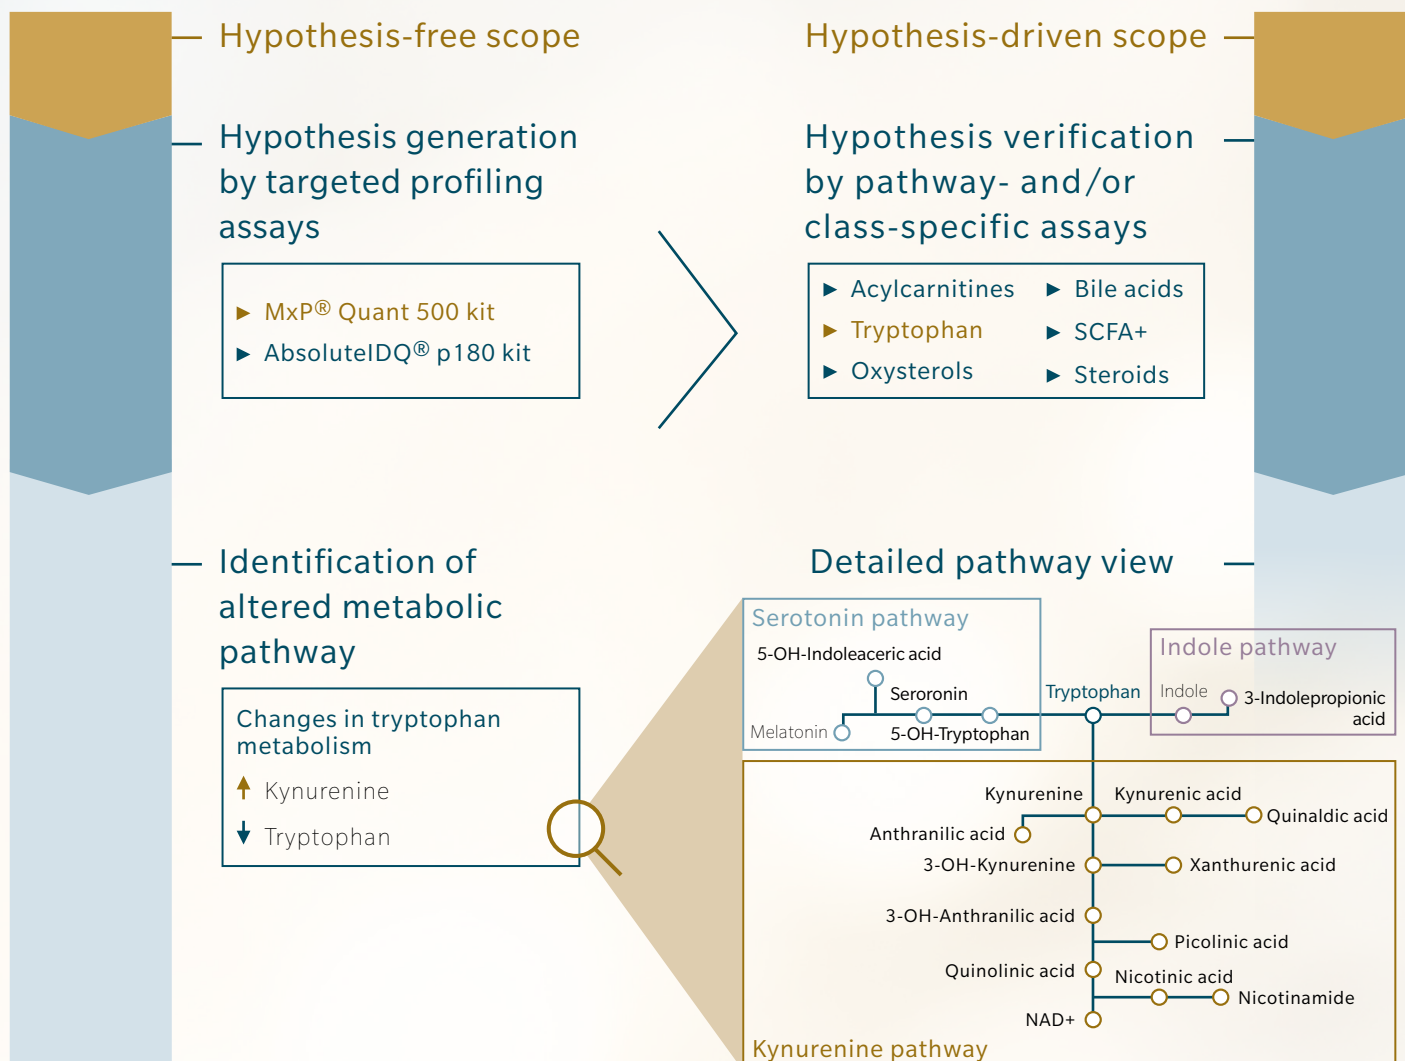 Hypothesis-free scope
Hypothesis generation
by targeted profiling
assays
► MxP® Quant 500 kit
► AbsoluteIDQ® p180 kit
Identification of
altered metabolic
pathway
Changes in tryptophan
metabolism
Kynurenine
Tryptophan
Hypothesis-driven scope
Hypothesis verification
by pathway- and/or
class-specific assays
► Acylcarnitines
► Tryptophan
► Oxysterols
► Bile acids
► SCFA+
► Steroids
Detailed pathway view
Serotonin pathway
5-OH-Indoleaceric acid
Seroronin
Melatonin
5-OH-Tryptophan
Tryptophan
Indole pathway
Indole
3-Indolepropionic
acid
Kynurenine
Kynurenic acid
Quinaldic acid
Anthranilic acid
3-OH-Kynurenine
Xanthurenic acid
3-OH-Anthranilic acid
Picolinic acid
Quinolinic acid
Nicotinic acid
Nicotinamide
NAD+
Kynurenine pathway